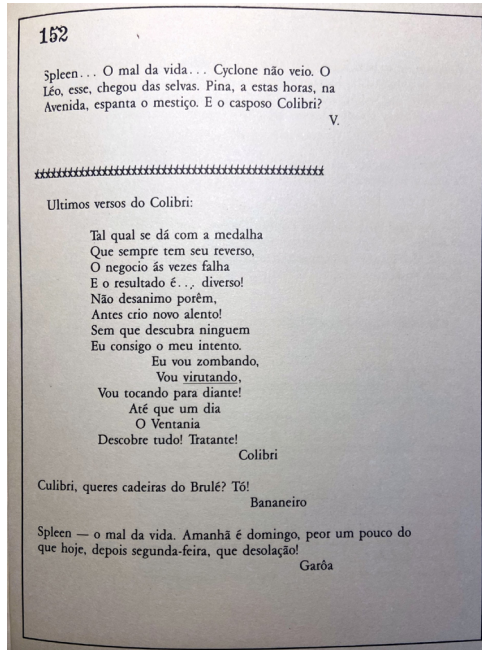 152
Spleen... O mal da vida... Cyclone não veio. O
Léo, esse, chegou das selvas. Pina, a estas horas, na
Avenida, espanta o mestiço. E o casposo Colibri?
V.
Ultimos versos do Colibri:
Tal qual se dá com a medalha
Que sempre tem seu reverso,
O negocio ás vezes falha
E o resultado é... diverso!
Não desanimo porêm,
Antes crio novo alento!
Sem que descubra ninguem
Eu consigo o meu intento.
Eu vou zombando,
Vou virutando,
Vou tocando para diante!
Até que um dia
O Ventania
Descobre tudo! Tratante!
Colibri
Culibri, queres cadeiras do Brulé? Tó!
Bananeiro
Spleen — o mal da vida. Amanhã é domingo, peor um pouco do
que hoje, depois segunda-feira, que desolação!
Garôa